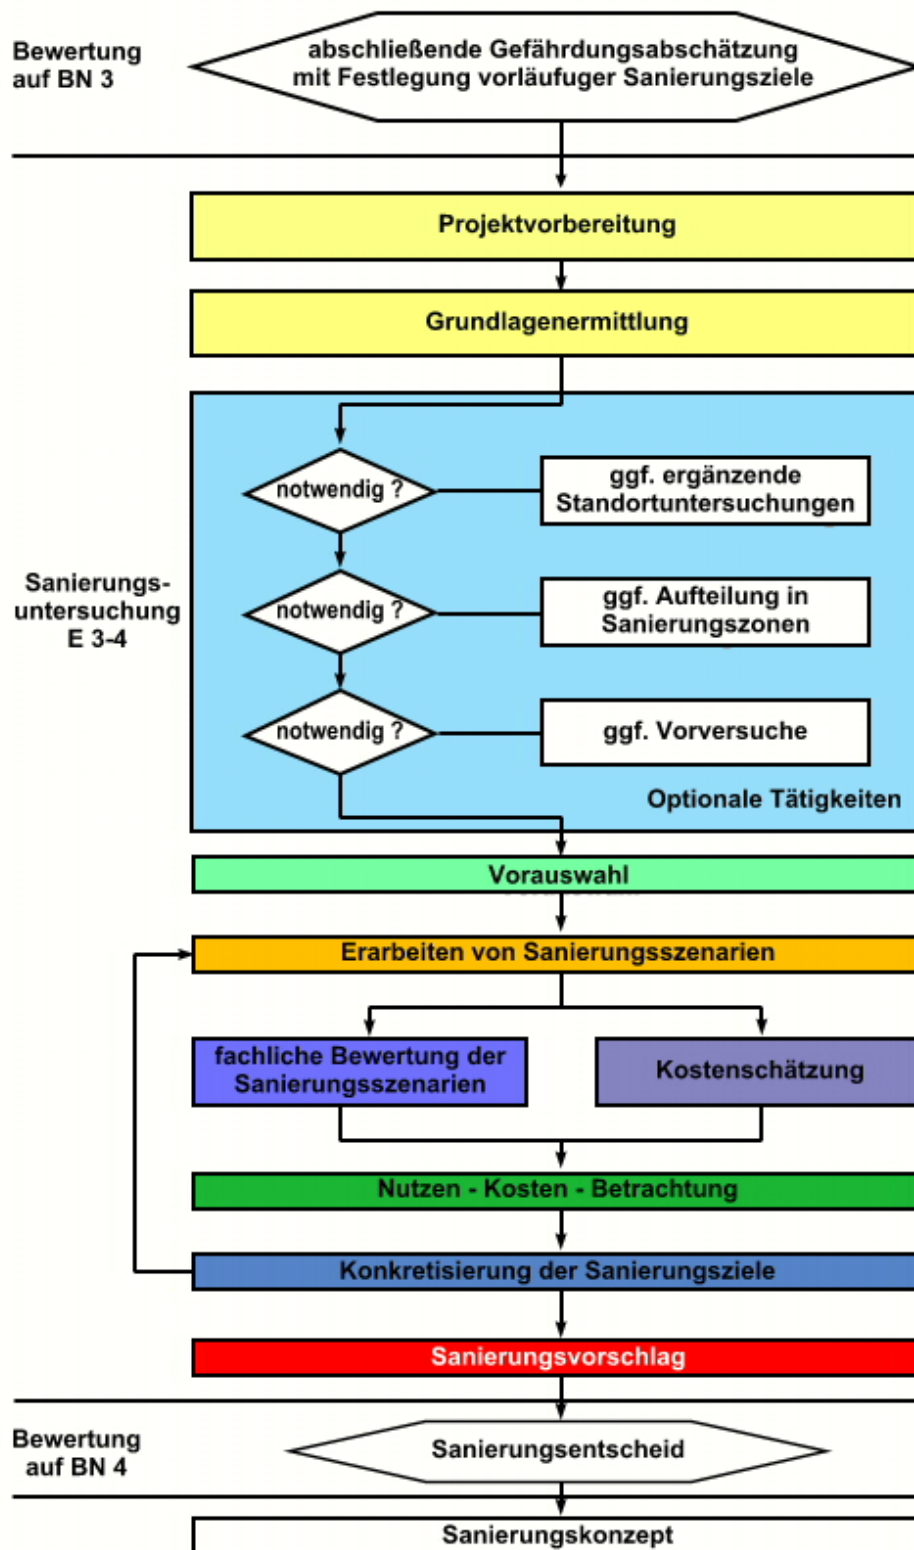 Bewertung
auf BN 3
abschließende Gefährdungsabschätzung
mit Festlegung vorläufuger Sanierungsziele
Projektvorbereitung
Grundlagenermittlung
notwendig ?
ggf. ergänzende
Standortuntersuchungen
Sanierungs-
untersuchung
E 3-4
notwendig ?
ggf. Aufteilung in
Sanierungszonen
notwendig ?
ggf. Vorversuche
Optionale Tätigkeiten
Vorauswahl
Erarbeiten von Sanierungsszenarien
fachliche Bewertung der
Sanierungsszenarien
Kostenschätzung
Nutzen - Kosten - Betrachtung
Konkretisierung der Sanierungsziele
Sanierungsvorschlag
Bewertung
auf BN 4
Sanierungsentscheid
Sanierungskonzept